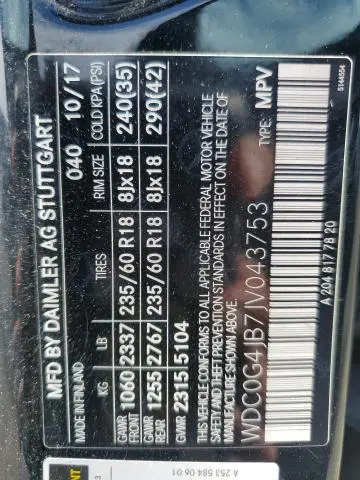 MFD BY DAIMLER AG STUTTGART
MADE IN FINLAND 040 10/17
KG LB TIRES RIM SIZE COLD KPA(PSI)
GAWR FRONT 1060 2337 235/60 R18 8Jx18 240(35)
GAWR REAR 1255 2767 235/60 R18 8Jx18 290(42)
GVWR 2315 5104
THIS VEHICLE CONFORMS TO ALL APPLICABLE FEDERAL MOTOR VEHICLE
SAFETY AND THEFT PREVENTION STANDARDS IN EFFECT ON THE DATE OF
MANUFACTURE SHOWN ABOVE.
WDC0G4JB7JV043753 TYPE: MPV
A 204 817 78 20 5144554
A 253 584 06 01